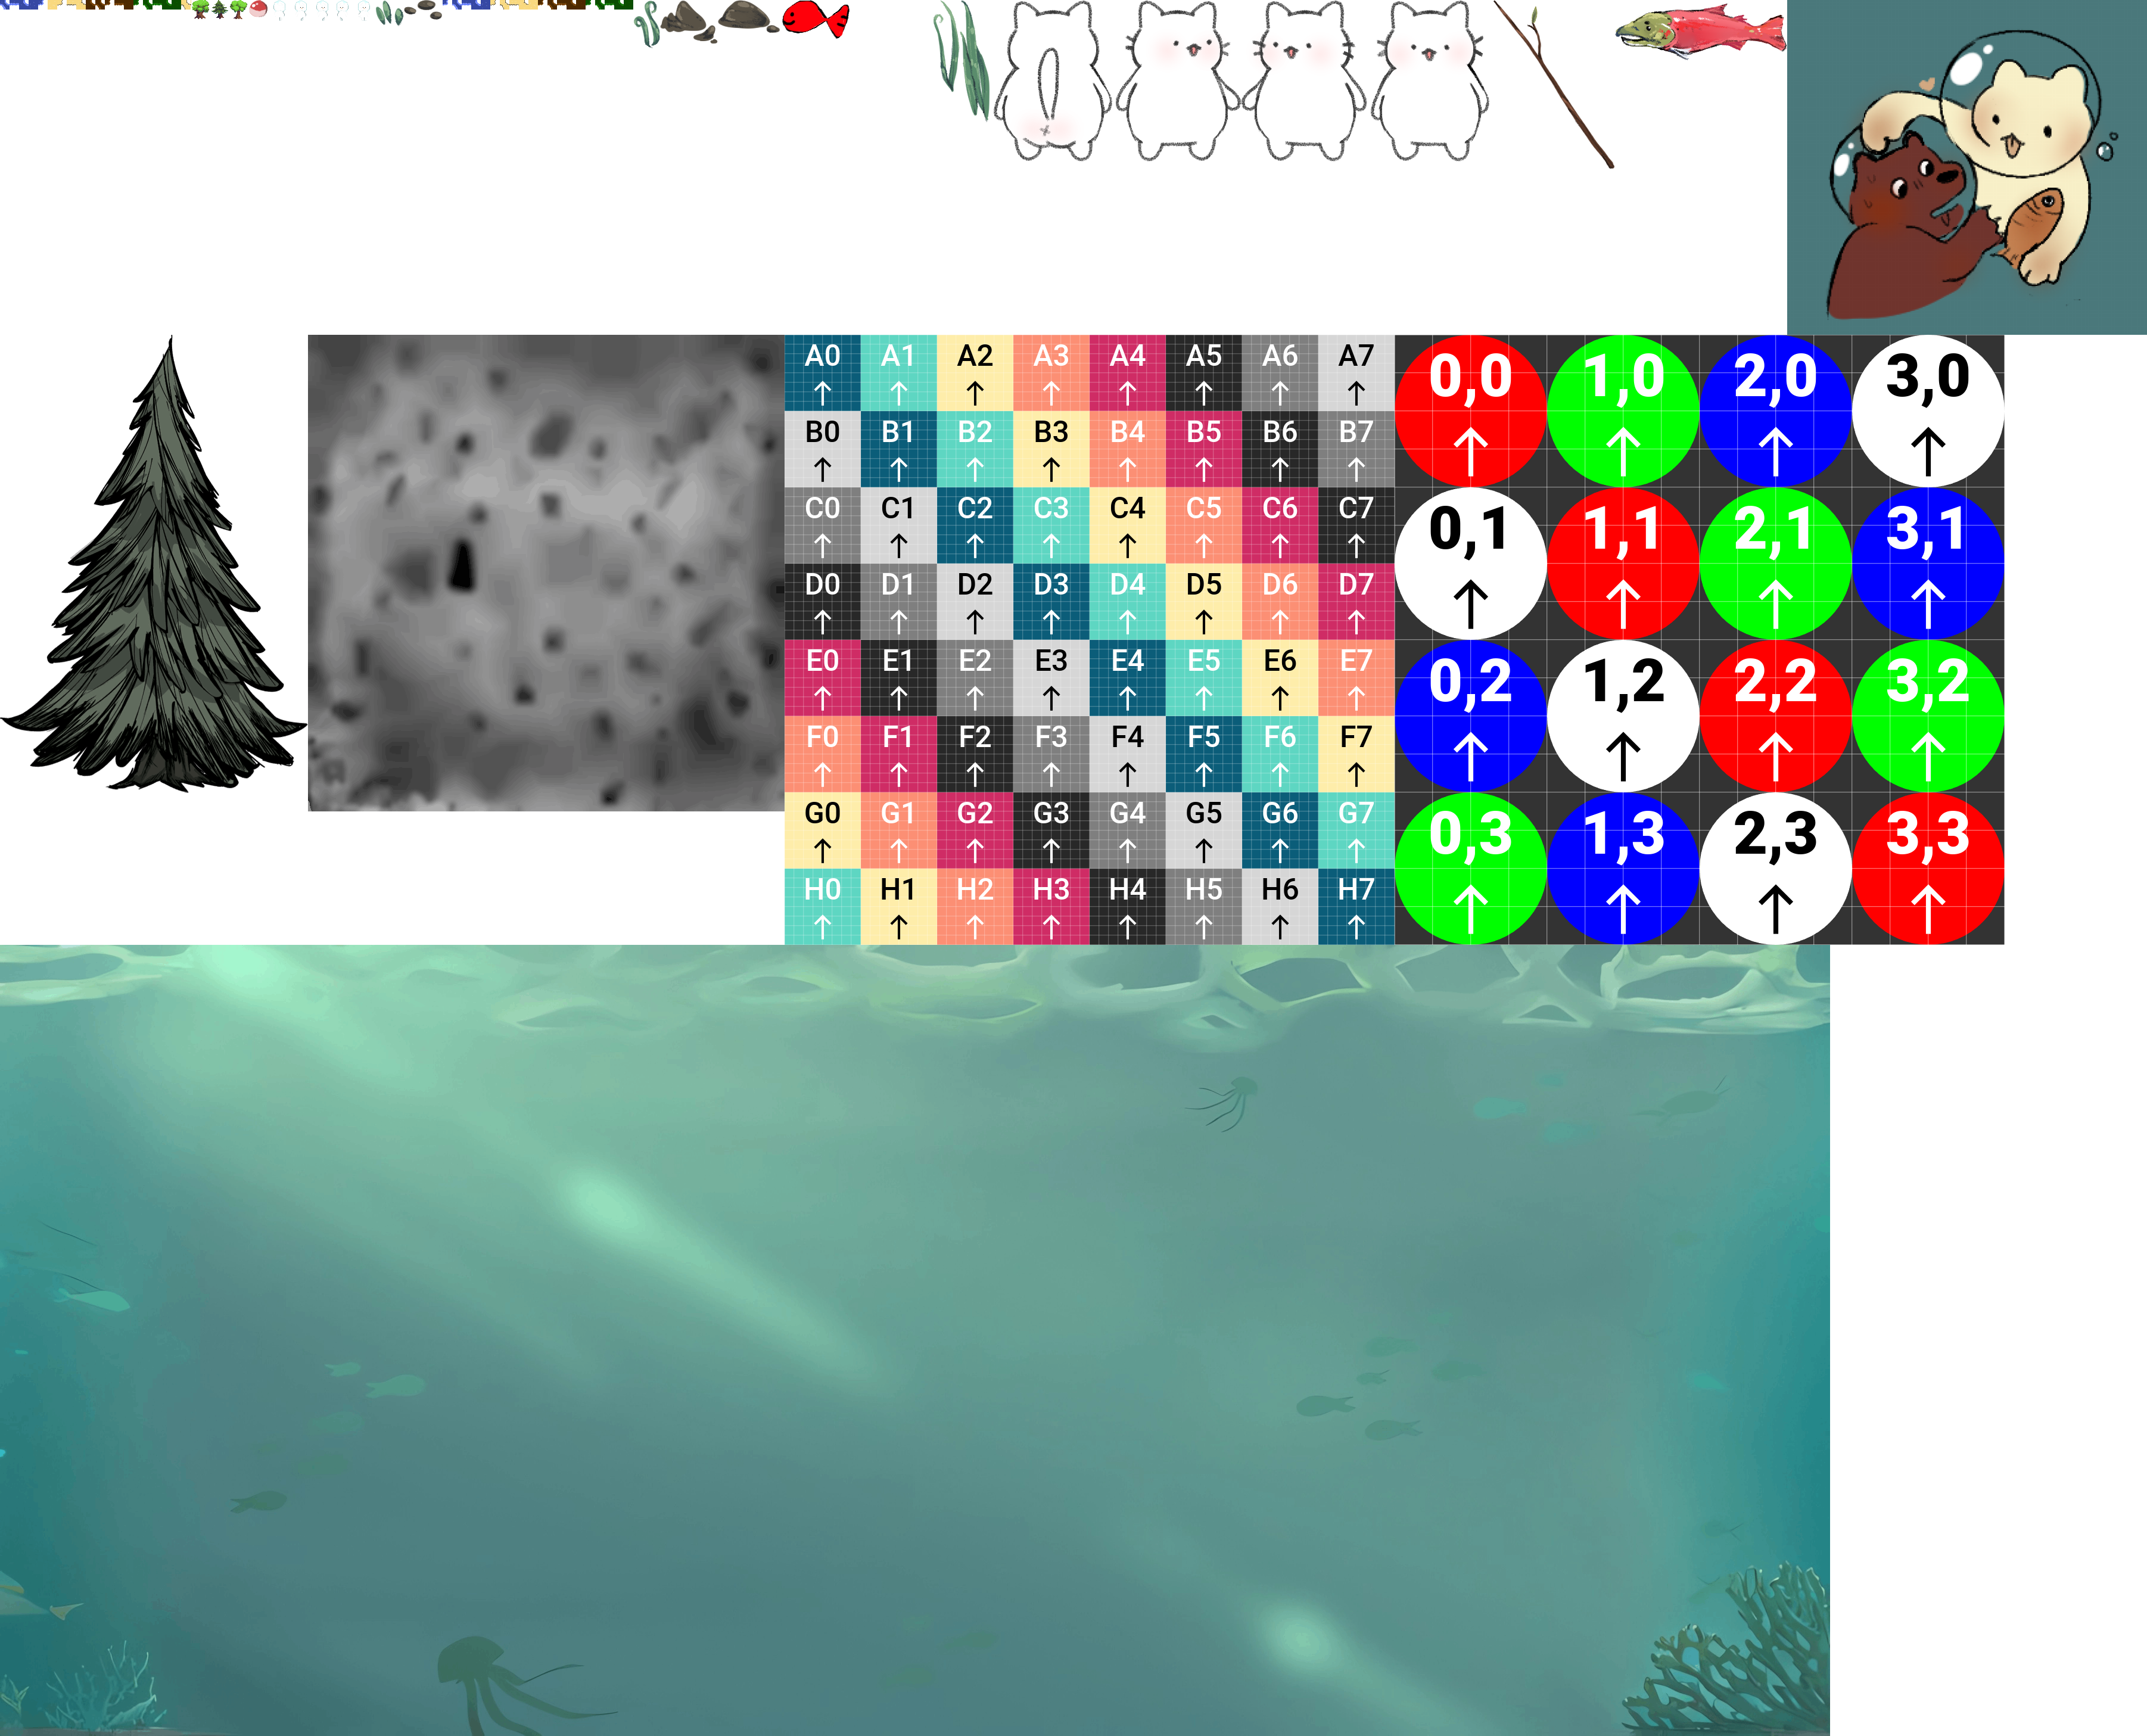 A0 A1 A2 A3 A4 A5 A6 A7
↑ ↑ ↑ ↑ ↑ ↑ ↑ ↑
B0 B1 B2 B3 B4 B5 B6 B7
↑ ↑ ↑ ↑ ↑ ↑ ↑ ↑
C0 C1 C2 C3 C4 C5 C6 C7
↑ ↑ ↑ ↑ ↑ ↑ ↑ ↑
D0 D1 D2 D3 D4 D5 D6 D7
↑ ↑ ↑ ↑ ↑ ↑ ↑ ↑
E0 E1 E2 E3 E4 E5 E6 E7
↑ ↑ ↑ ↑ ↑ ↑ ↑ ↑
F0 F1 F2 F3 F4 F5 F6 F7
↑ ↑ ↑ ↑ ↑ ↑ ↑ ↑
G0 G1 G2 G3 G4 G5 G6 G7
↑ ↑ ↑ ↑ ↑ ↑ ↑ ↑
H0 H1 H2 H3 H4 H5 H6 H7
↑ ↑ ↑ ↑ ↑ ↑ ↑ ↑
0,0 1,0 2,0 3,0
↑ ↑ ↑ ↑
0,1 1,1 2,1 3,1
↑ ↑ ↑ ↑
0,2 1,2 2,2 3,2
↑ ↑ ↑ ↑
0,3 1,3 2,3 3,3
↑ ↑ ↑ ↑